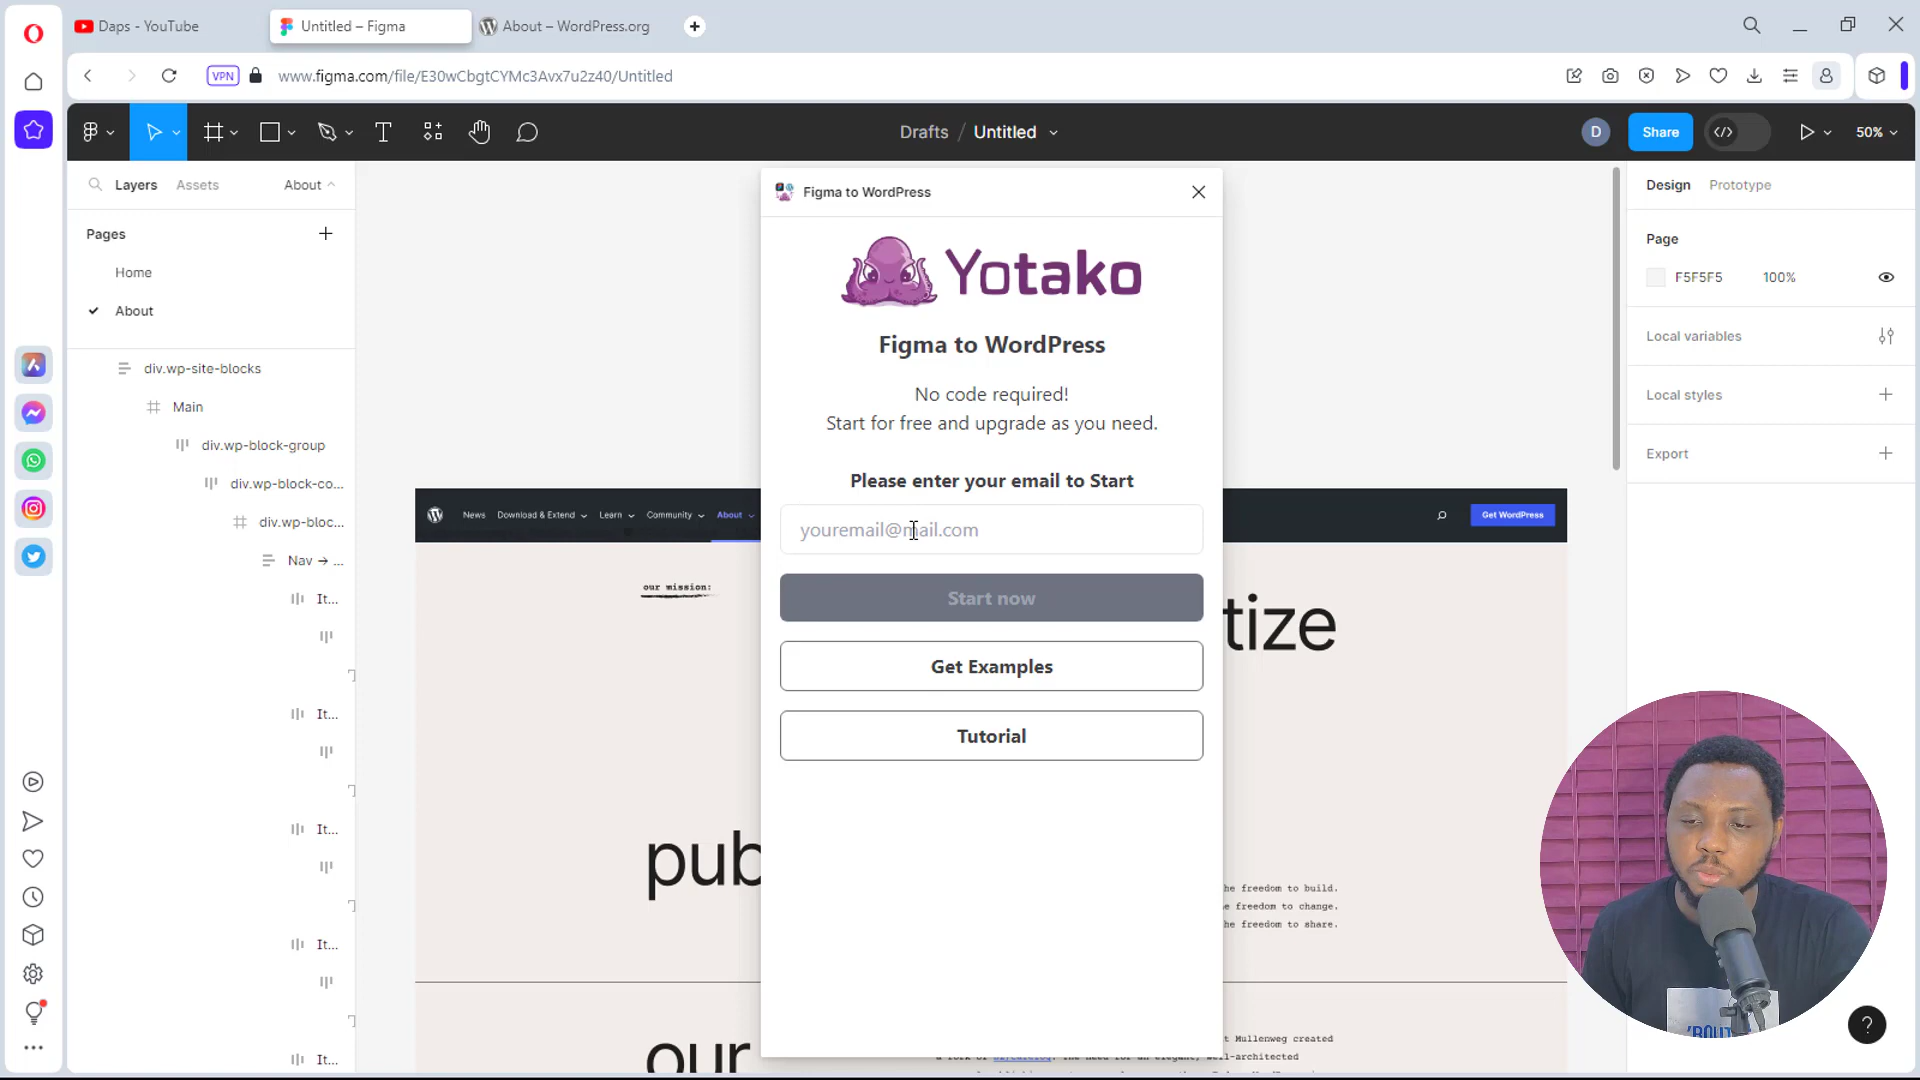 Daps - YouTube
Untitled – Figma
About – WordPress.org
VPN
www.figma.com/file/E30wCbgtCYMc3Avx7u2z40/Untitled
Drafts / Untitled
D
Share
50%
Layers
Assets
About
Pages
Home
About
div.wp-site-blocks
Main
div.wp-block-group
div.wp-block-co...
div.wp-bloc...
Nav → ...
It...
It...
It...
It...
It...
Figma to WordPress
Yotako
Figma to WordPress
No code required!
Start for free and upgrade as you need.
Please enter your email to Start
youremail@mail.com
Start now
Get Examples
Tutorial
News
Download & Extend
Learn
Community
About
Get WordPress
our mission:
tize
pub
he freedom to build.
e freedom to change.
he freedom to share.
our
t Mullenweg created
well-architected
Design
Prototype
Page
F5F5F5
100%
Local variables
Local styles
Export
?